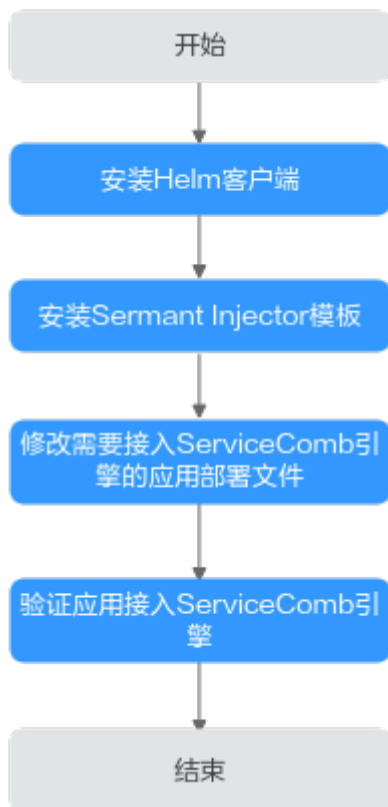 开始
安装Helm客户端
安装Sermant Injector模板
修改需要接入ServiceComb引
擎的应用部署文件
验证应用接入ServiceComb引
擎
结束